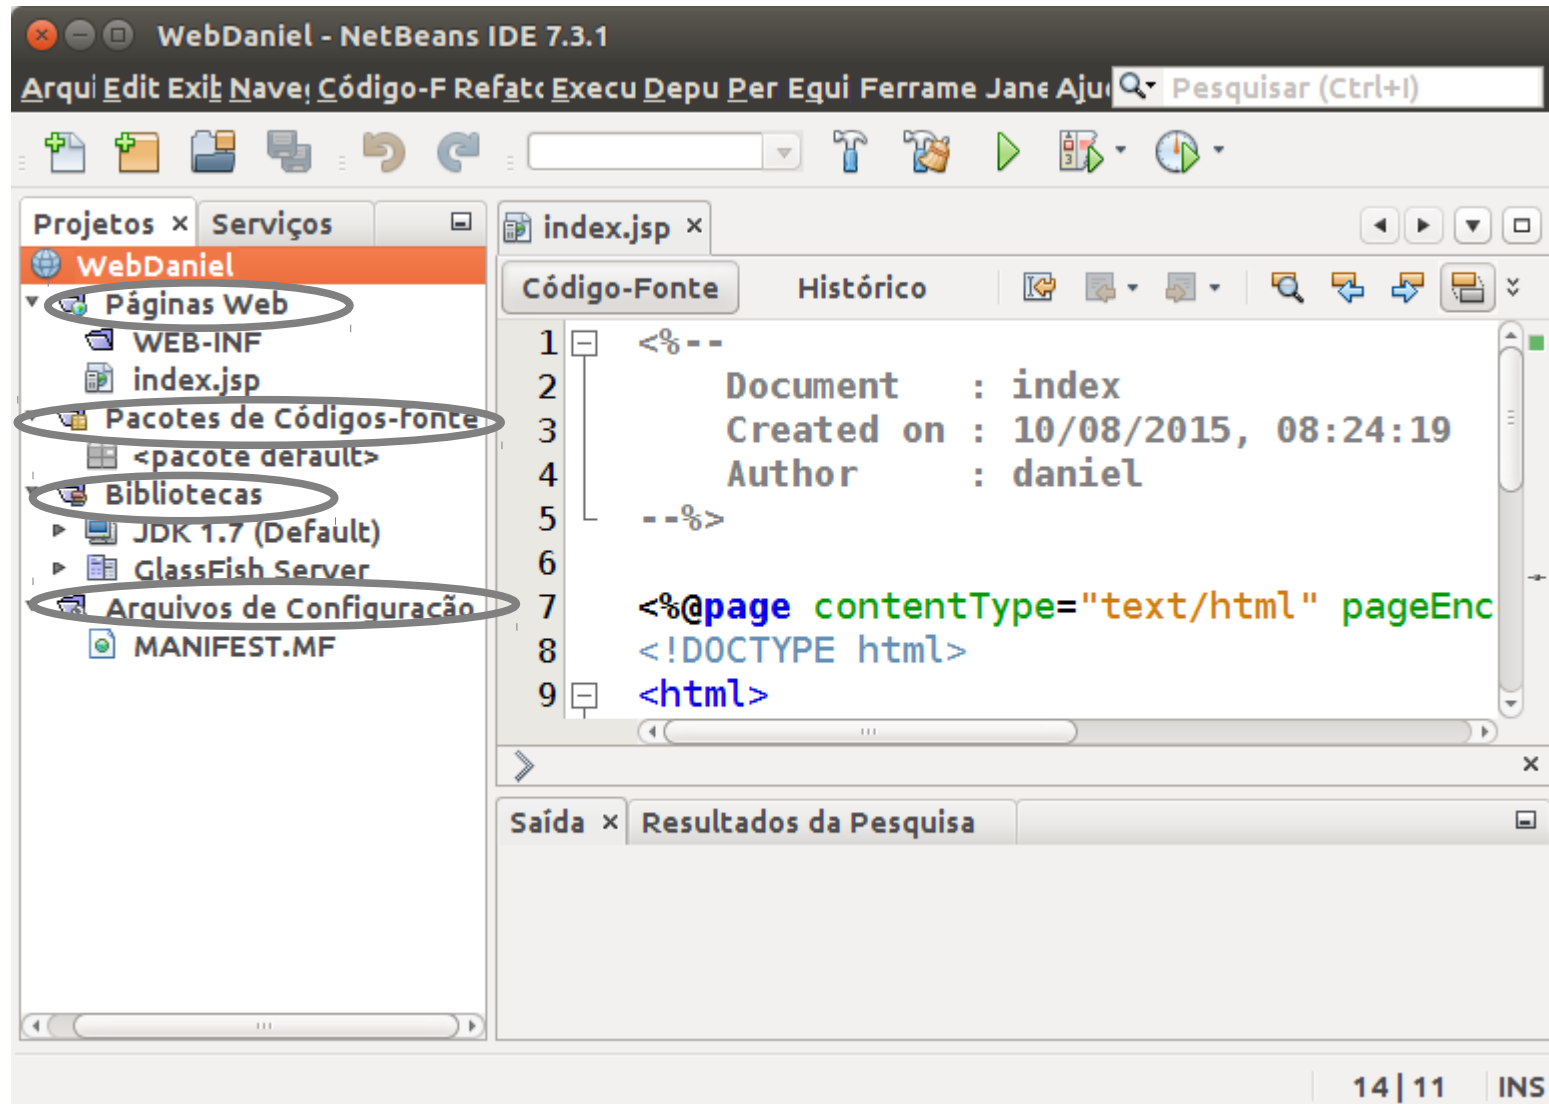 WebDaniel - NetBeans IDE 7.3.1
Arqui Edit Exib Nave Código-F Refato Execu Depu Per Equi Ferrame Jane Aju Pesquisar (Ctrl+I)
Projetos Serviços
WebDaniel
Páginas Web
WEB-INF
index.jsp
Pacotes de Códigos-fonte
<pacote default>
Bibliotecas
JDK 1.7 (Default)
GlassFish Server
Arquivos de Configuração
MANIFEST.MF
index.jsp
Código-Fonte Histórico
1 <%--
2 Document : index
3 Created on : 10/08/2015, 08:24:19
4 Author : daniel
5 --%>
6
7 <%@page contentType="text/html" pageEnc
8 <!DOCTYPE html>
9 <html>
Saída Resultados da Pesquisa
14|11 INS